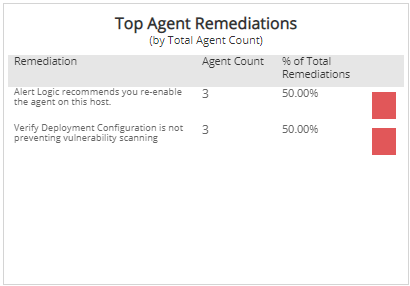 Top Agent Remediations
(by Total Agent Count)
Remediation Agent Count % of Total
Remediations
Alert Logic recommends you re-enable 3 50.00%
the agent on this host.
Verify Deployment Configuration is not 3 50.00%
preventing vulnerability scanning